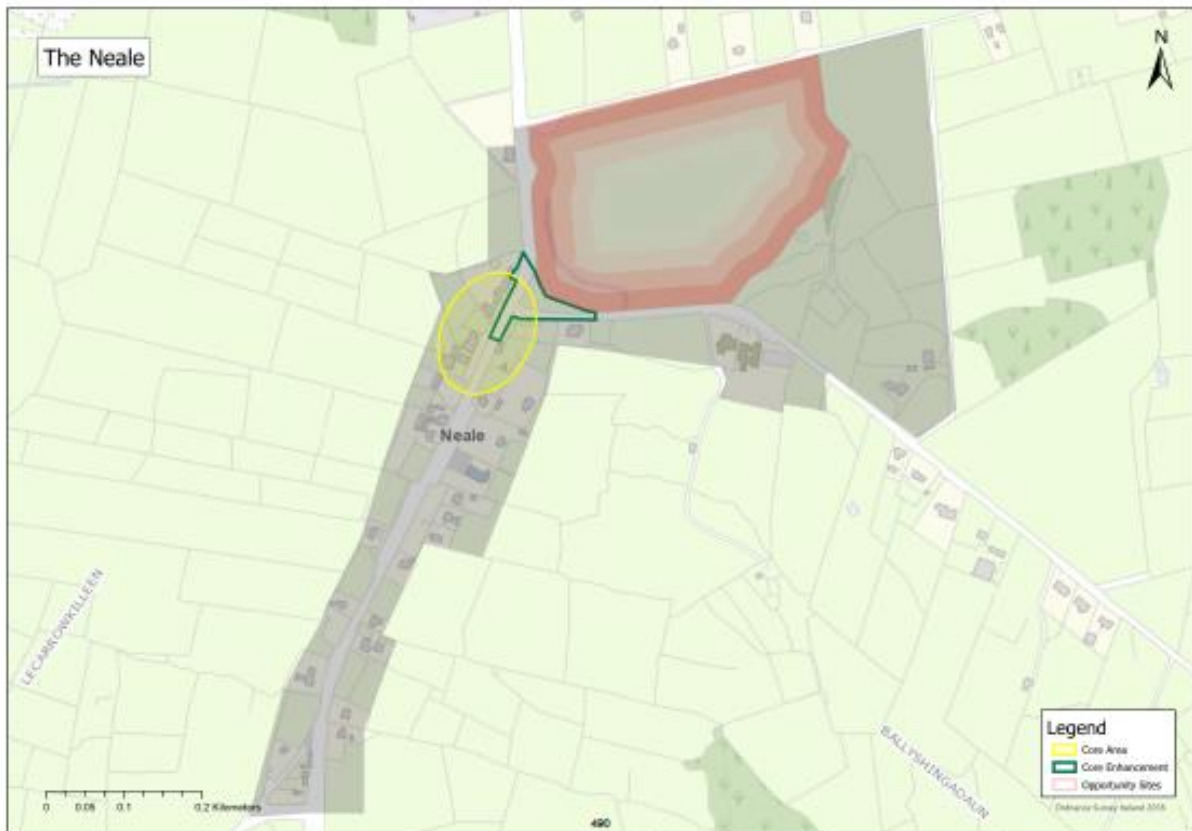 The Neale
N
Neale
LECARROWKILLEEN
BALLYSHINGADAUN
Legend
Core Area
Core Enhancement
Opportunity Sites
Ordnance Survey Ireland 2018
0 0.05 0.1 0.2 Kilometers
490